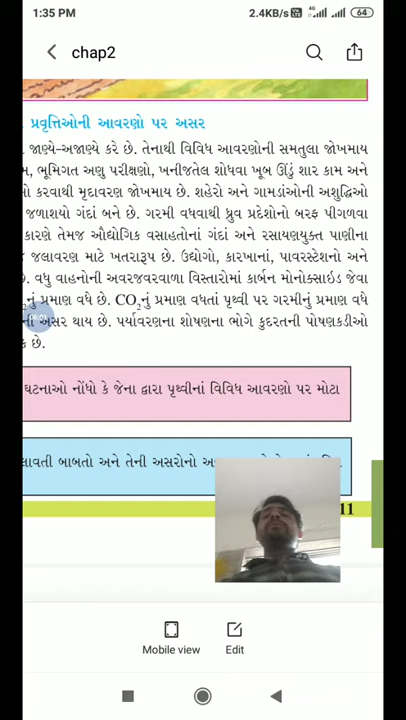 1:35 PM 2.4KB/s 4G 64
chap2
પ્રવૃત્તિઓની આવરણો પર અસર
જાણ્યે-અજાણ્યે કરે છે. તેનાથી વિવિધ આવરણોની સમતુલા જોખમાય
ભૂમિગત અણુ પરીક્ષણો, ખનીજતેલ શોધવા ખૂબ ઊંડું શાર કામ અને
કરવાથી મૃદાવરણ જોખમાય છે. શહેરો અને ગામડાંઓની અશુદ્ધિઓ
જળાશયો ગંદાં બને છે. ગરમી વધવાથી ધ્રુવ પ્રદેશોનો બરફ પીગળવા
કારણે તેમજ ઔદ્યોગિક વસાહતોનાં ગંદાં અને રસાયણયુક્ત પાણીના
જલાવરણ માટે ખતરારૂપ છે. ઉદ્યોગો, કારખાનાં, પાવરસ્ટેશનો અને
વધુ વાહનોની અવરજવરવાળા વિસ્તારોમાં કાર્બન મોનોક્સાઇડ જેવા
નું પ્રમાણ વધે છે. CO₂નું પ્રમાણ વધતાં પૃથ્વી પર ગરમીનું પ્રમાણ વધે
અસર થાય છે. પર્યાવરણના શોષણના ભોગે કુદરતની પોષણકડીઓ
છે.
ઘટનાઓ નોંધો કે જેના દ્વારા પૃથ્વીનાં વિવિધ આવરણો પર મોટા
બાબતો અને તેની અસરોનો
11
Mobile view Edit